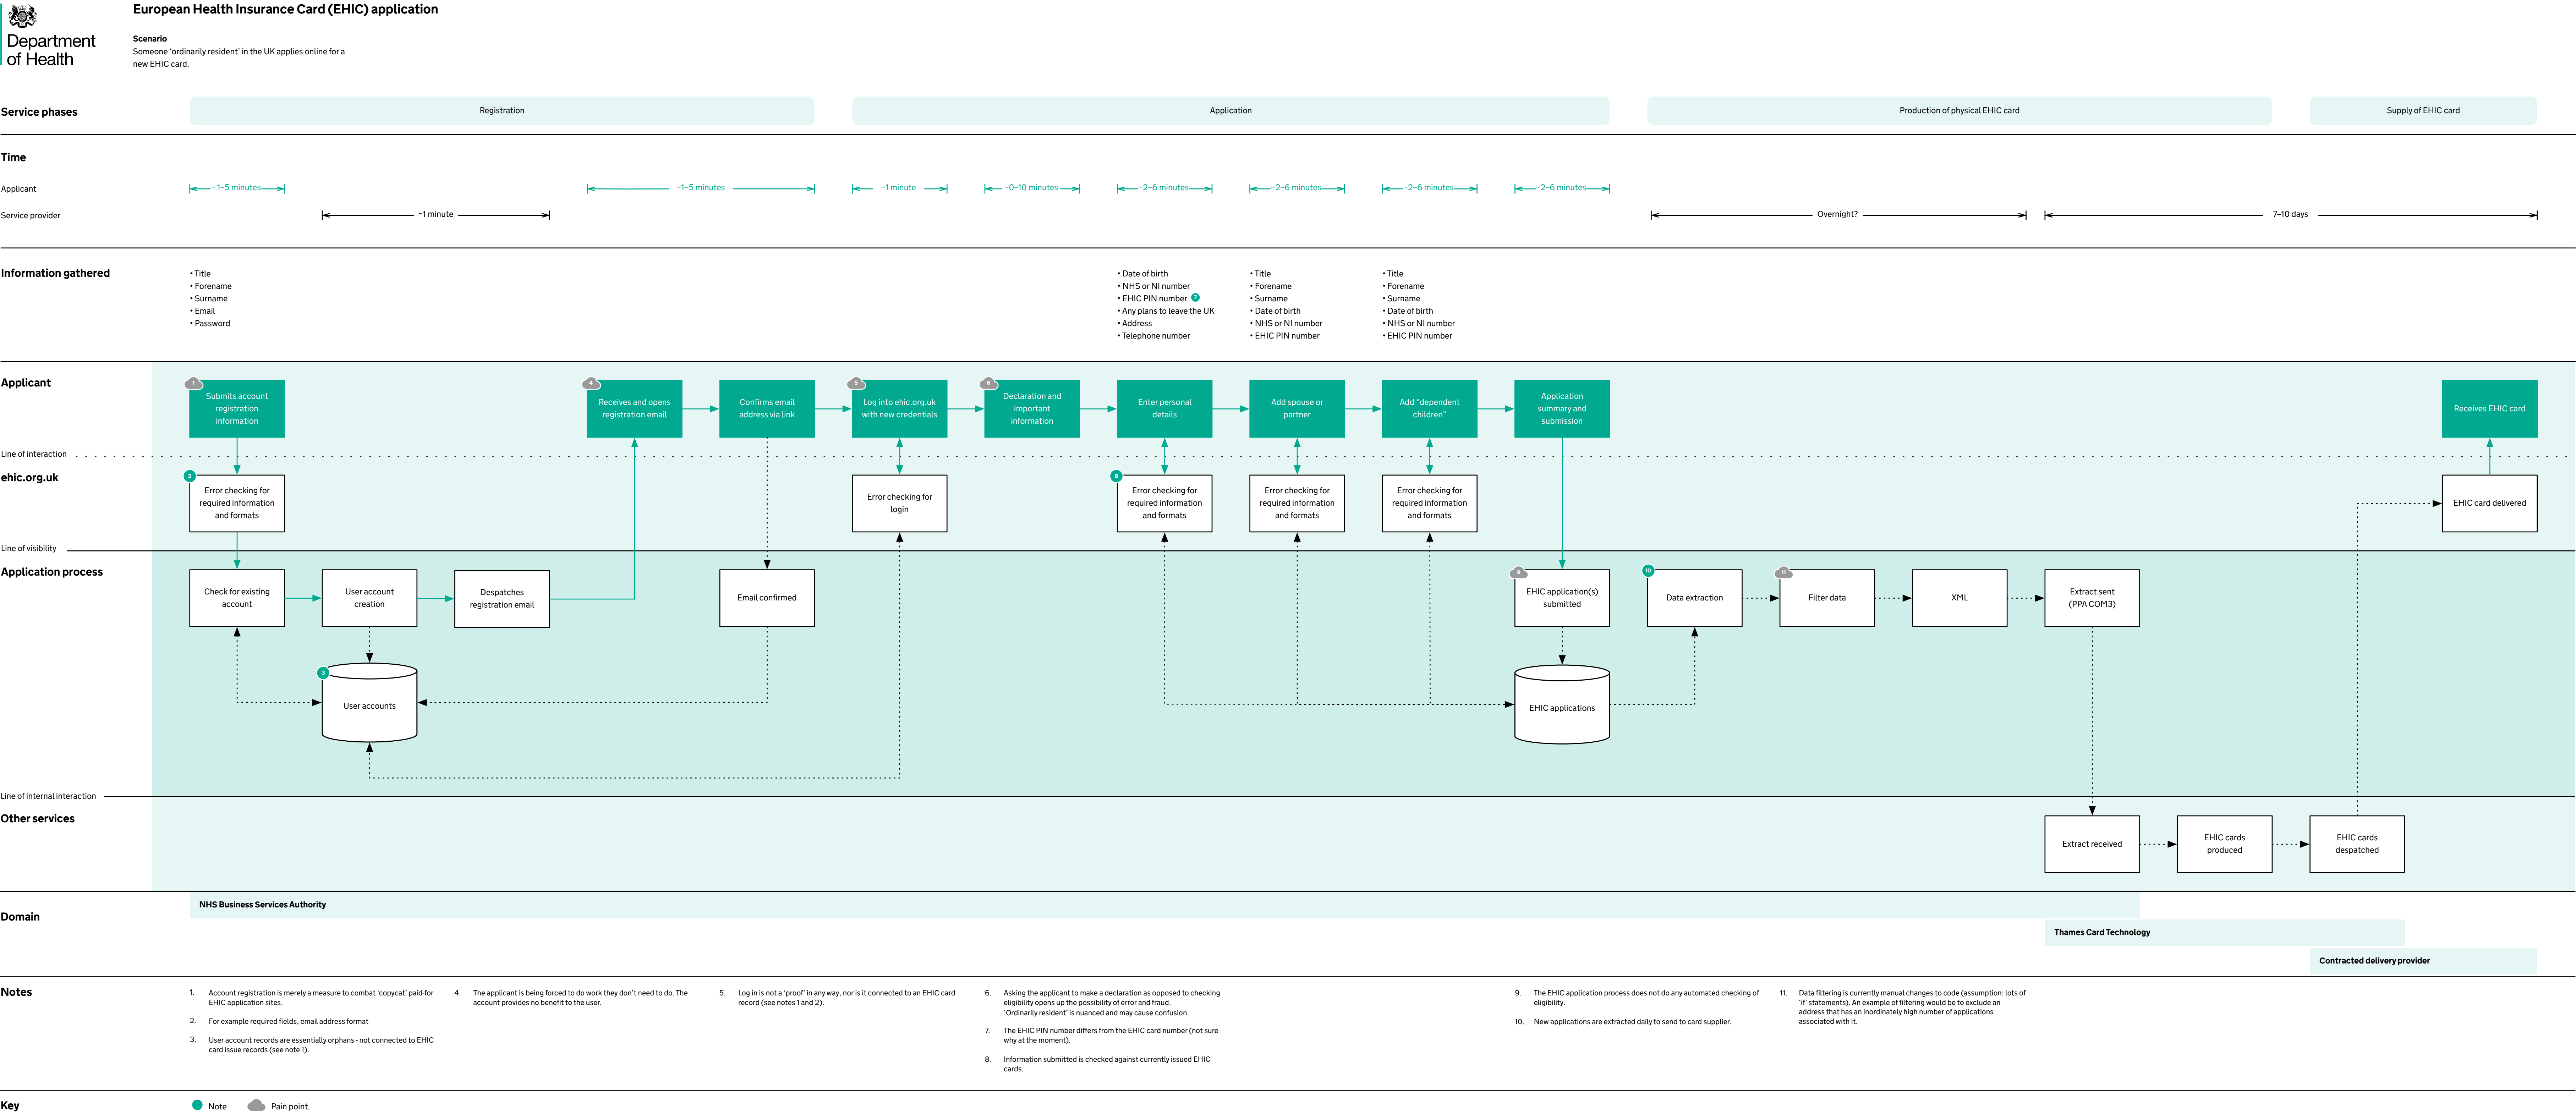 Department
of Health
European Health Insurance Card (EHIC) application
Scenario
Someone ‘ordinarily resident’ in the UK applies online for a
new EHIC card.
Service phases
Registration
Application
Production of physical EHIC card
Supply of EHIC card
Time
Applicant
~ 1–5 minutes
~1–5 minutes
~1 minute
~0–10 minutes
~2–6 minutes
~2–6 minutes
~2–6 minutes
~2–6 minutes
Service provider
~1 minute
Overnight?
7–10 days
Information gathered
• Title
• Forename
• Surname
• Email
• Password
• Date of birth
• NHS or NI number
• EHIC PIN number 7
• Any plans to leave the UK
• Address
• Telephone number
• Title
• Forename
• Surname
• Date of birth
• NHS or NI number
• EHIC PIN number
• Title
• Forename
• Surname
• Date of birth
• NHS or NI number
• EHIC PIN number
Applicant
1
Submits account
registration
information
4
Receives and opens
registration email
Confirms email
address via link
5
Log into ehic.org.uk
with new credentials
6
Declaration and
important
information
Enter personal
details
Add spouse or
partner
Add “dependent
children”
Application
summary and
submission
Receives EHIC card
Line of interaction
ehic.org.uk
3
Error checking for
required information
and formats
Error checking for
login
8
Error checking for
required information
and formats
Error checking for
required information
and formats
Error checking for
required information
and formats
EHIC card delivered
Line of visibility
Application process
Check for existing
account
User account
creation
Despatches
registration email
Email confirmed
9
EHIC application(s)
submitted
10
Data extraction
11
Filter data
XML
Extract sent
(PPA COM3)
3
User accounts
EHIC applications
Line of internal interaction
Other services
Extract received
EHIC cards
produced
EHIC cards
despatched
Domain
NHS Business Services Authority
Thames Card Technology
Contracted delivery provider
Notes
1. Account registration is merely a measure to combat ‘copycat’ paid-for
EHIC application sites.
2. For example required fields, email address format
3. User account records are essentially orphans - not connected to EHIC
card issue records (see note 1).
4. The applicant is being forced to do work they don’t need to do. The
account provides no benefit to the user.
5. Log in is not a ‘proof’ in any way, nor is it connected to an EHIC card
record (see notes 1 and 2).
6. Asking the applicant to make a declaration as opposed to checking
eligibility opens up the possibility of error and fraud.
‘Ordinarily resident’ is nuanced and may cause confusion.
7. The EHIC PIN number differs from the EHIC card number (not sure
why at the moment).
8. Information submitted is checked against currently issued EHIC
cards.
9. The EHIC application process does not do any automated checking of
eligibility.
10. New applications are extracted daily to send to card supplier.
11. Data filtering is currently manual changes to code (assumption: lots of
‘if’ statements). An example of filtering would be to exclude an
address that has an inordinately high number of applications
associated with it.
Key
Note
Pain point